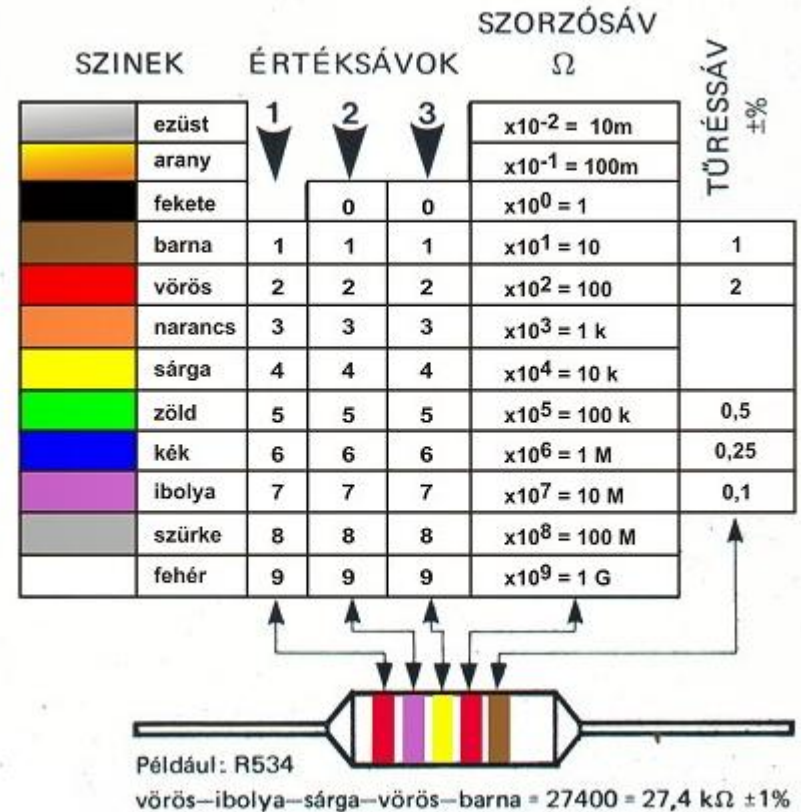 SZORZÓSÁV
SZINEK ÉRTÉKSÁVOK Ω
TŰRÉSSÁV
±%
1 2 3
ezüst x10-2 = 10m
arany x10-1 = 100m
fekete 0 0 x100 = 1
barna 1 1 1 x101 = 10 1
vörös 2 2 2 x102 = 100 2
narancs 3 3 3 x103 = 1 k
sárga 4 4 4 x104 = 10 k
zöld 5 5 5 x105 = 100 k 0,5
kék 6 6 6 x106 = 1 M 0,25
ibolya 7 7 7 x107 = 10 M 0,1
szürke 8 8 8 x108 = 100 M
fehér 9 9 9 x109 = 1 G
Például: R534
vörös–ibolya–sárga–vörös–barna = 27400 = 27,4 kΩ ±1%